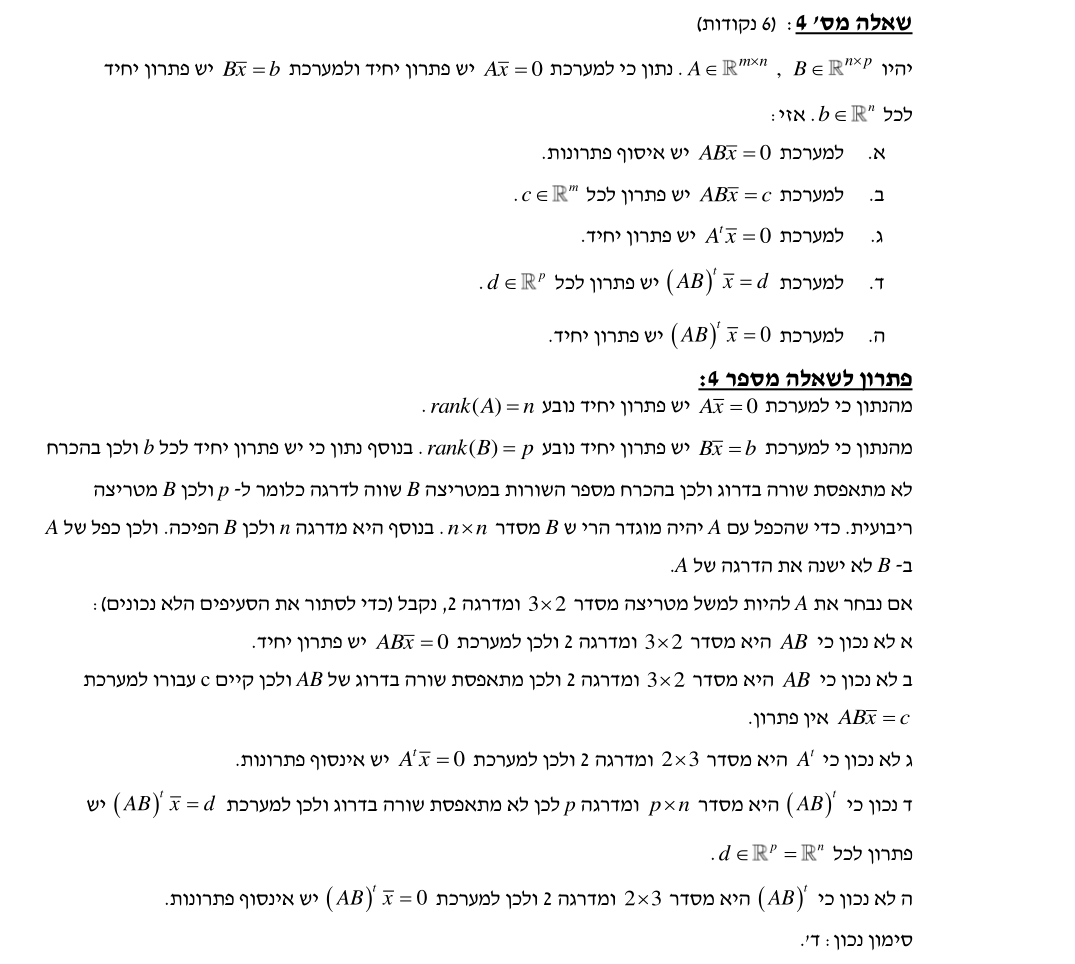 שאלה מס' 4 : (6 נקודות)
יהיו A ∈ ℝ^{m×n} , B ∈ ℝ^{n×p} . נתון כי למערכת Ax̅ = 0 יש פתרון יחיד ולמערכת Bx̅ = b יש פתרון יחיד
לכל b ∈ ℝⁿ . אזי :
א. למערכת ABx̅ = 0 יש איסוף פתרונות.
ב. למערכת ABx̅ = c יש פתרון לכל c ∈ ℝ^m .
ג. למערכת A^t x̅ = 0 יש פתרון יחיד.
ד. למערכת (AB)^t x̅ = d יש פתרון לכל d ∈ ℝ^p .
ה. למערכת (AB)^t x̅ = 0 יש פתרון יחיד.
פתרון לשאלה מספר 4:
מהנתון כי למערכת Ax̅ = 0 יש פתרון יחיד נובע rank(A) = n .
מהנתון כי למערכת Bx̅ = b יש פתרון יחיד נובע rank(B) = p . בנוסף נתון כי יש פתרון יחיד לכל b ולכן בהכרח
לא מתאפסת שורה בדרוג ולכן בהכרח מספר השורות במטריצה B שווה לדרגה כלומר ל- p ולכן B מטריצה
ריבועית. כדי שהכפל עם A יהיה מוגדר הרי ש B מסדר n×n . בנוסף היא מדרגה n ולכן B הפיכה. ולכן כפל של A
ב- B לא ישנה את הדרגה של A.
אם נבחר את A להיות למשל מטריצה מסדר 3×2 ומדרגה 2, נקבל (כדי לסתור את הסעיפים הלא נכונים) :
א לא נכון כי AB היא מסדר 3×2 ומדרגה 2 ולכן למערכת ABx̅ = 0 יש פתרון יחיד.
ב לא נכון כי AB היא מסדר 3×2 ומדרגה 2 ולכן מתאפסת שורה בדרוג של AB ולכן קיים c עבורו למערכת
ABx̅ = c אין פתרון.
ג לא נכון כי A^t היא מסדר 2×3 ומדרגה 2 ולכן למערכת A^t x̅ = 0 יש אינסוף פתרונות.
ד נכון כי (AB)^t היא מסדר p×n ומדרגה p לכן לא מתאפסת שורה בדרוג ולכן למערכת (AB)^t x̅ = d יש
פתרון לכל d ∈ ℝ^p = ℝⁿ .
ה לא נכון כי (AB)^t היא מסדר 2×3 ומדרגה 2 ולכן למערכת (AB)^t x̅ = 0 יש אינסוף פתרונות.
סימון נכון : ד'.